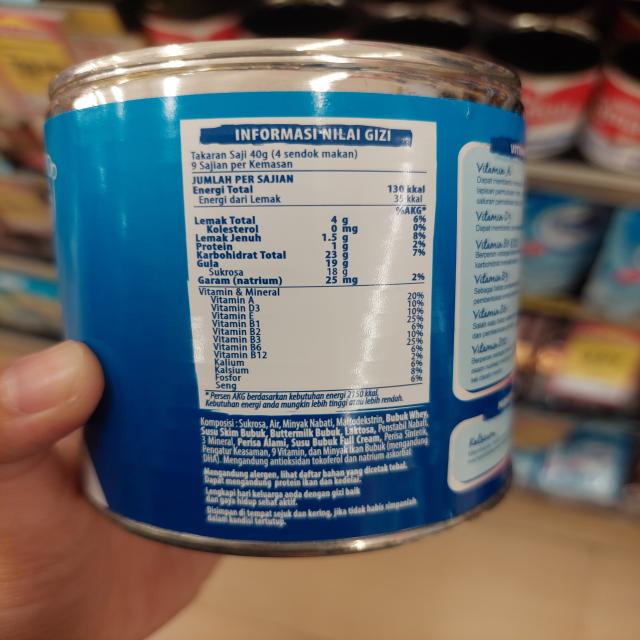 INFORMASI NILAI GIZI
Takaran Saji 40g (4 sendok makan)
9 Sajian per Kemasan
JUMLAH PER SAJIAN
Energi Total 130 kkal
Energi dari Lemak 35 kkal
%AKG*
Lemak Total 4 g 6%
Kolesterol 0 mg 0%
Lemak Jenuh 1.5 g 8%
Protein 1 g 2%
Karbohidrat Total 23 g 7%
Gula 19 g
Sukrosa 18 g
Garam (natrium) 25 mg 2%
Vitamin & Mineral
Vitamin A 20%
Vitamin D3 10%
Vitamin E 10%
Vitamin B1 25%
Vitamin B2 6%
Vitamin B3 10%
Vitamin B6 25%
Vitamin B12 6%
Kalium 2%
Kalsium 6%
Fosfor 8%
Seng 6%
*Persen AKG berdasarkan kebutuhan energi 2150 kkal.
Kebutuhan energi anda mungkin lebih tinggi atau lebih rendah.
Komposisi : Sukrosa, Air, Minyak Nabati, Maltodekstrin, Bubuk Whey,
Susu Skim Bubuk, Buttermilk Bubuk, Laktosa, Penstabil Nabati,
3 Mineral, Perisa Alami, Susu Bubuk Full Cream, Perisa Sintetik,
Pengatur Keasaman, 9 Vitamin, dan Minyak Ikan Bubuk (mengandung
DHA). Mengandung antioksidan tokoferol dan natrium askorbat
Mengandung alergen, lihat daftar bahan yang dicetak tebal.
Dapat mengandung protein ikan dan kedelai.
Lengkapi hari keluarga anda dengan gizi baik
dan gaya hidup sehat aktif.
Disimpan di tempat sejuk dan kering, jika tidak habis simpanlah
dalam kondisi tertutup.
Vitamin A
Dapat
Vitamin D3
Dapat
Vitamin
Berperan
Vitamin B3
Sebagai
Vitamin
Vitamin
Berperan
Kalsium